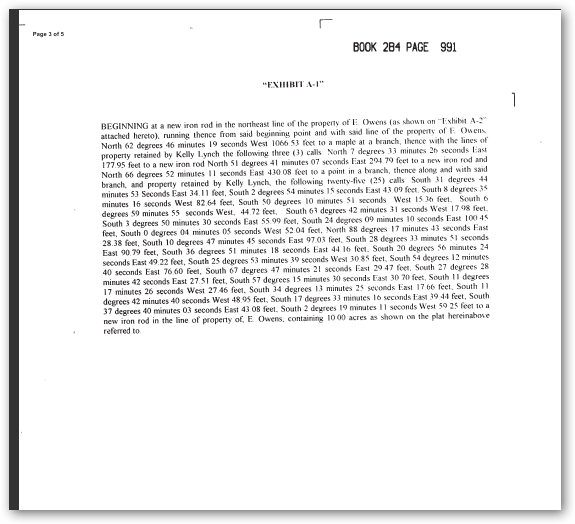 Page 3 of 5
BOOK 2B4 PAGE 991
"EXHIBIT A-1"
BEGINNING at a new iron rod in the northeast line of the property of E. Owens (as shown on "Exhibit A-2"
attached hereto), running thence from said beginning point and with said line of the property of E. Owens,
North 62 degrees 46 minutes 19 seconds West 1066.53 feet to a maple at a branch, thence with the lines of
property retained by Kelly Lynch the following three (3) calls North 7 degrees 33 minutes 26 seconds East
177.95 feet to a new iron rod North 51 degrees 41 minutes 07 seconds East 294.79 feet to a new iron rod and
North 66 degrees 52 minutes 11 seconds East 430.08 feet to a point in a branch, thence along and with said
branch, and property retained by Kelly Lynch, the following twenty-five (25) calls South 31 degrees 44
minutes 53 Seconds East 34.11 feet, South 2 degrees 54 minutes 15 seconds East 43.09 feet, South 8 degrees 35
minutes 16 seconds West 82.64 feet, South 50 degrees 10 minutes 51 seconds West 15.36 feet, South 6
degrees 59 minutes 55 seconds West, 44.72 feet, South 63 degrees 42 minutes 31 seconds West 17.98 feet,
South 3 degrees 50 minutes 30 seconds East 55.99 feet, South 24 degrees 09 minutes 10 seconds East 100.45
feet, South 0 degrees 04 minutes 05 seconds West 52.04 feet, North 88 degrees 17 minutes 43 seconds East
28.38 feet, South 10 degrees 47 minutes 45 seconds East 97.03 feet, South 28 degrees 33 minutes 51 seconds
East 90.79 feet, South 36 degrees 51 minutes 18 seconds East 44.16 feet, South 20 degrees 56 minutes 24
seconds East 49.22 feet, South 25 degrees 53 minutes 39 seconds West 30.85 feet, South 54 degrees 12 minutes
40 seconds East 76.60 feet, South 67 degrees 47 minutes 21 seconds East 29.47 feet, South 27 degrees 28
minutes 42 seconds East 27.51 feet, South 57 degrees 15 minutes 30 seconds East 30.70 feet, South 11 degrees
17 minutes 26 seconds West 27.46 feet, South 34 degrees 13 minutes 25 seconds East 17.66 feet, South 11
degrees 42 minutes 40 seconds West 48.95 feet, South 17 degrees 33 minutes 16 seconds East 39.44 feet, South
37 degrees 40 minutes 03 seconds East 43.08 feet, South 2 degrees 19 minutes 11 seconds West 59.25 feet to a
new iron rod in the line of property of, E. Owens, containing 10.00 acres as shown on the plat hereinabove
referred to.